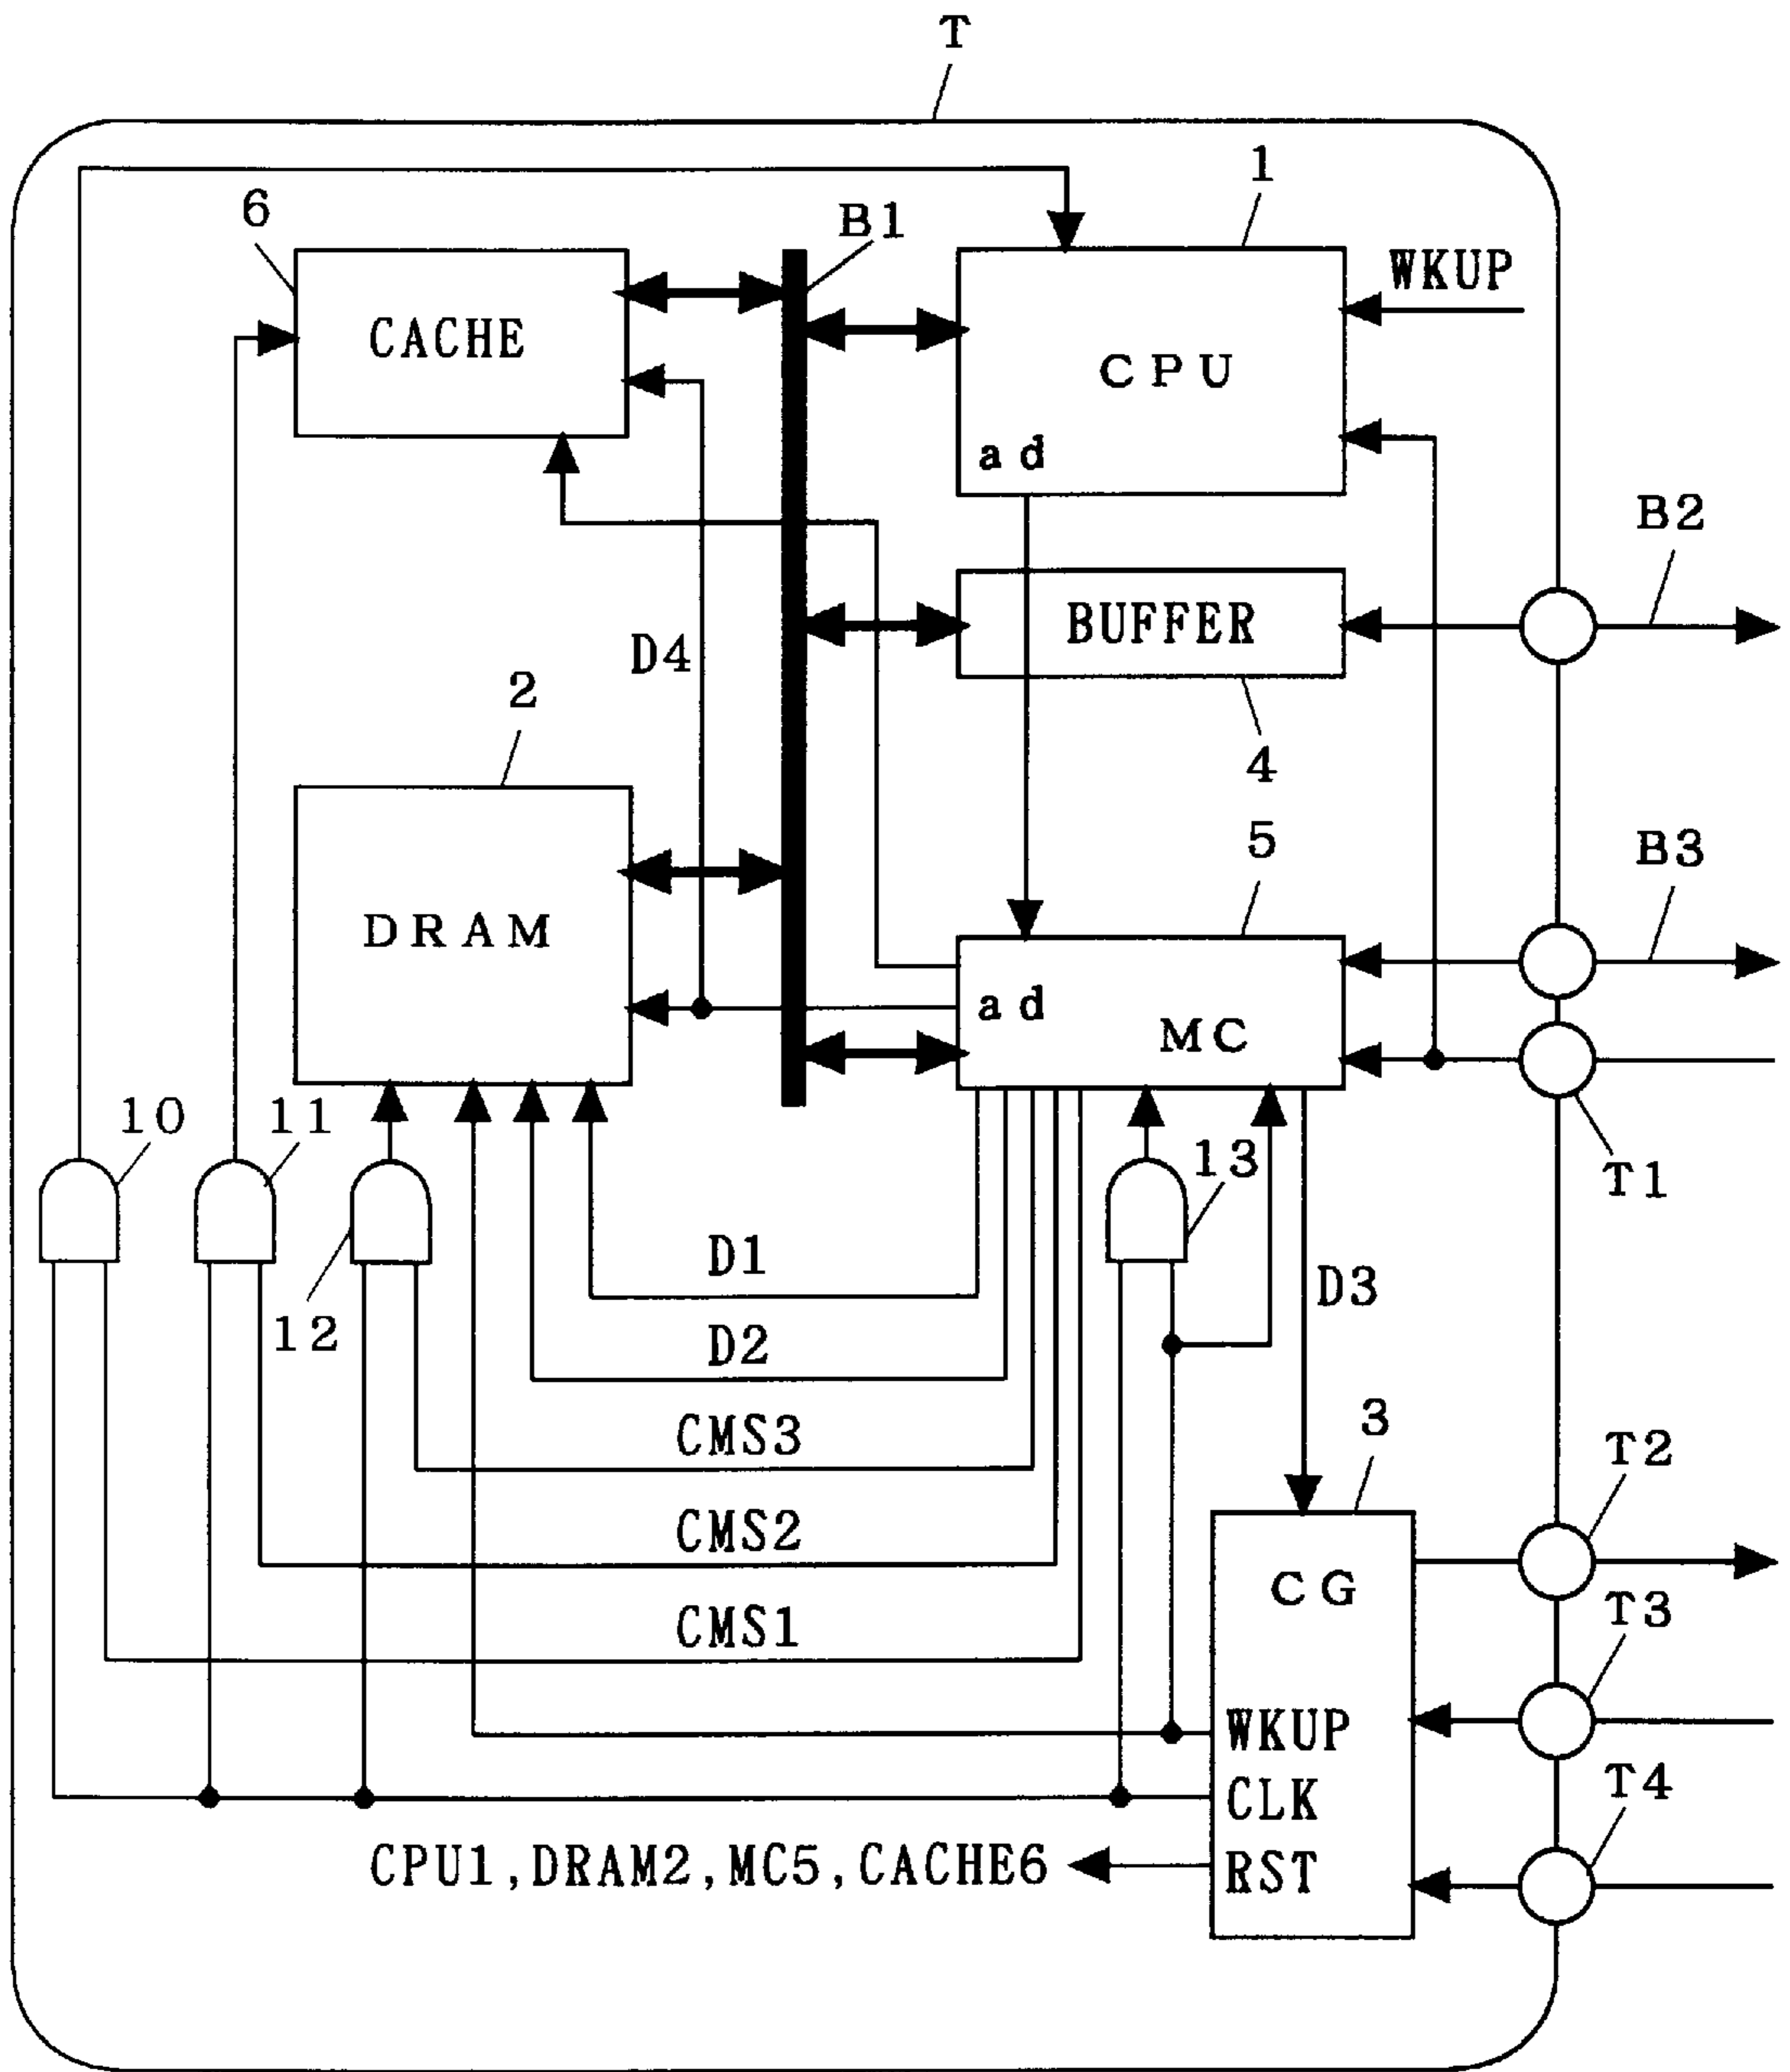 T
1
6
B1
WKUP
CACHE
CPU
ad
B2
BUFFER
D4
2
4
5
B3
DRAM
ad
MC
10
11
13
T1
D1
D3
12
D2
3
CMS3
T2
CMS2
CG
T3
CMS1
WKUP
T4
CLK
CPU1,DRAM2,MC5,CACHE6
RST